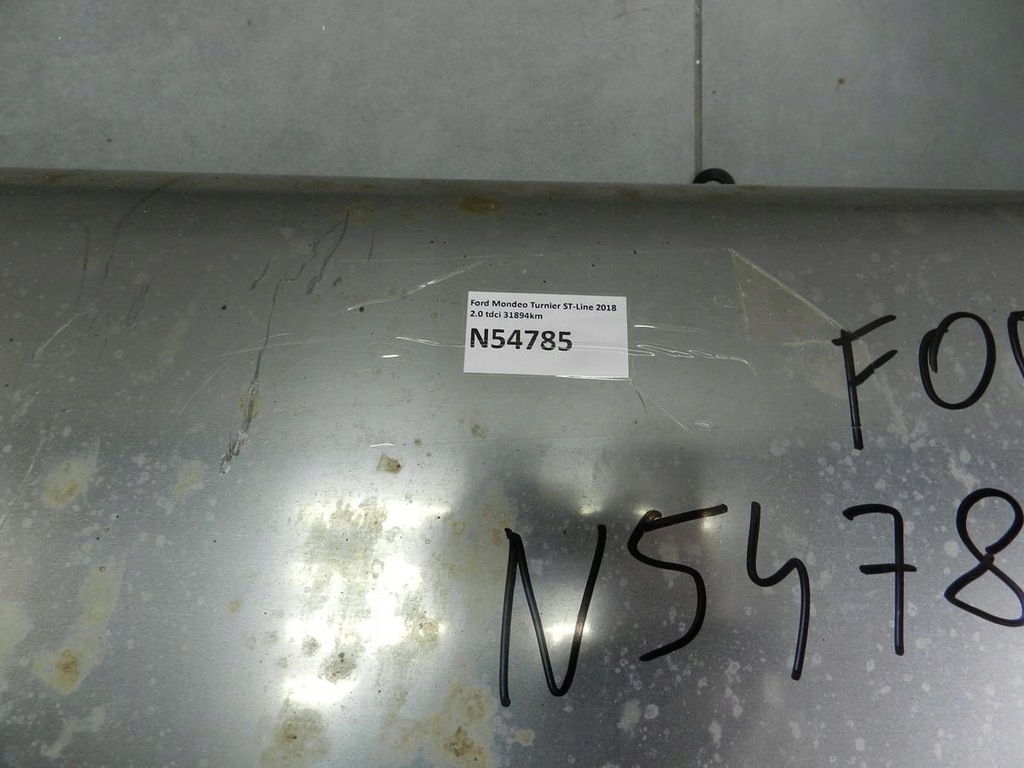 Ford Mondeo Turnier ST-Line 2018
2.0 tdci 31894km
N54785
FO
N5478